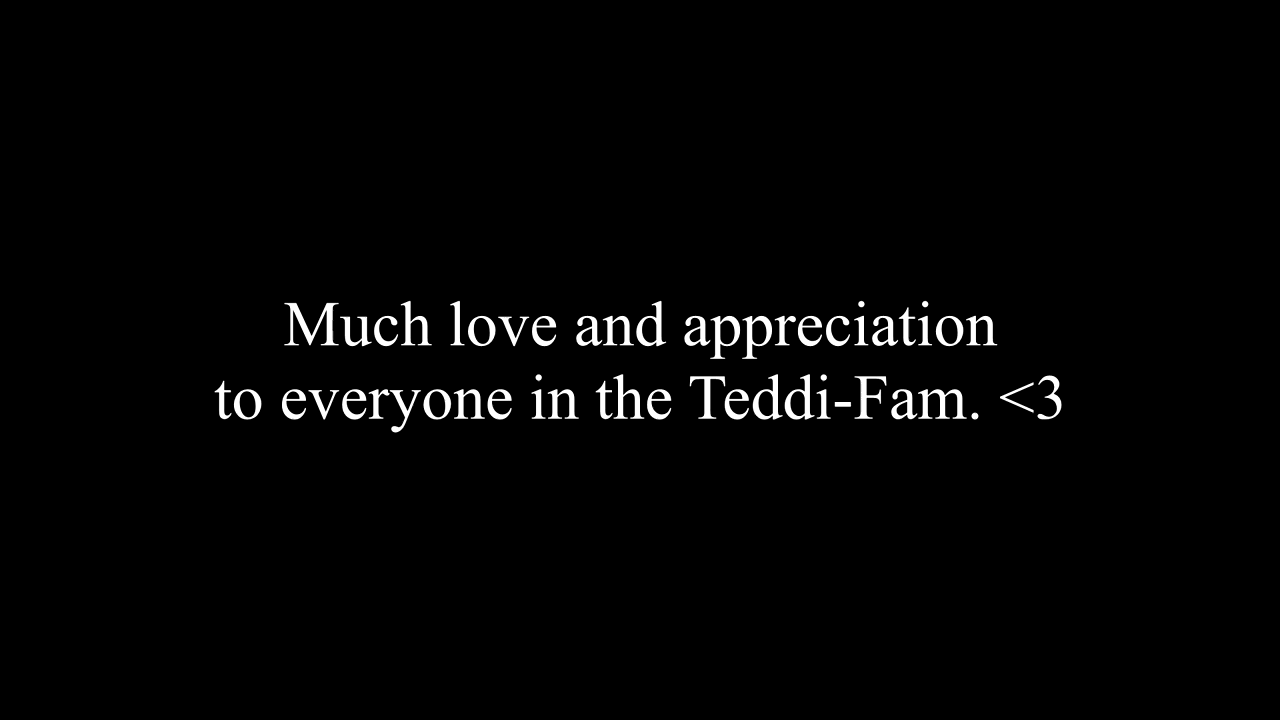 Much love and appreciation
to everyone in the Teddi-Fam. <3